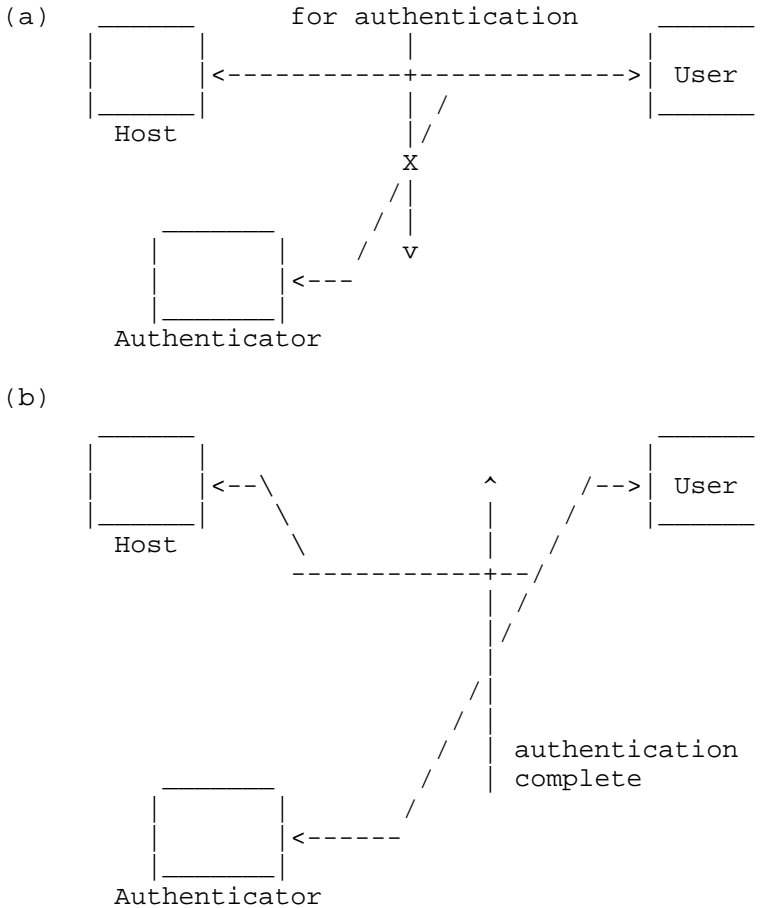 (a)
for authentication
User
Host
Authenticator
(b)
User
Host
authentication
complete
Authenticator